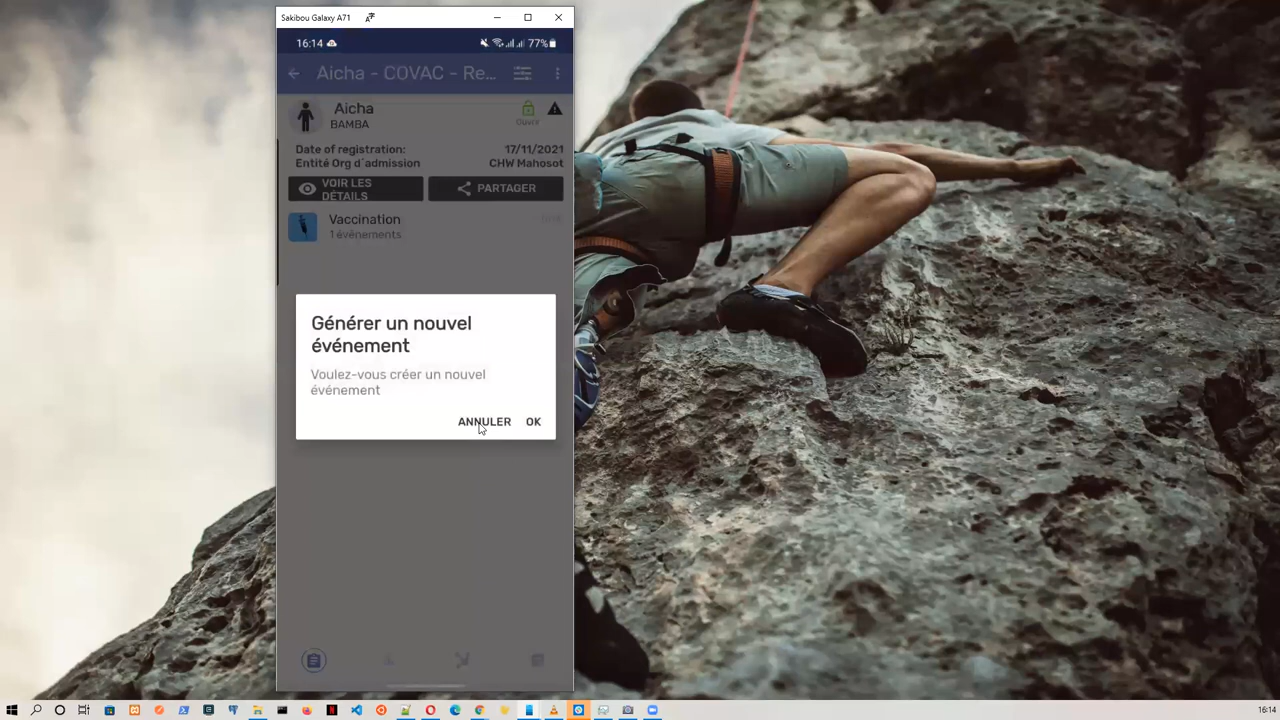 Sakibou Galaxy A71
16:14 77%
Aicha - COVAC - Re...
Aicha
BAMBA
Ouvrir
Date of registration: 17/11/2021
Entité Org d´admission CHW Mahosot
VOIR LES
DÉTAILS
PARTAGER
Vaccination
1 événements
Générer un nouvel
événement
Voulez-vous créer un nouvel
événement
ANNULER OK
16:14